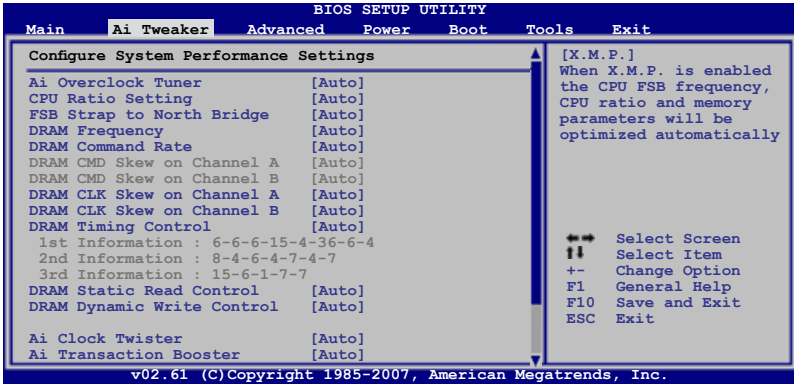 BIOS SETUP UTILITY
Main Ai Tweaker Advanced Power Boot Tools Exit
Configure System Performance Settings
Ai Overclock Tuner [Auto]
CPU Ratio Setting [Auto]
FSB Strap to North Bridge [Auto]
DRAM Frequency [Auto]
DRAM Command Rate [Auto]
DRAM CMD Skew on Channel A [Auto]
DRAM CMD Skew on Channel B [Auto]
DRAM CLK Skew on Channel A [Auto]
DRAM CLK Skew on Channel B [Auto]
DRAM Timing Control [Auto]
1st Information : 6-6-6-15-4-36-6-4
2nd Information : 8-4-6-4-7-4-7
3rd Information : 15-6-1-7-7
DRAM Static Read Control [Auto]
DRAM Dynamic Write Control [Auto]
Ai Clock Twister [Auto]
Ai Transaction Booster [Auto]
[X.M.P.]
When X.M.P. is enabled
the CPU FSB frequency,
CPU ratio and memory
parameters will be
optimized automatically
Select Screen
Select Item
+- Change Option
F1 General Help
F10 Save and Exit
ESC Exit
v02.61 (C)Copyright 1985-2007, American Megatrends, Inc.